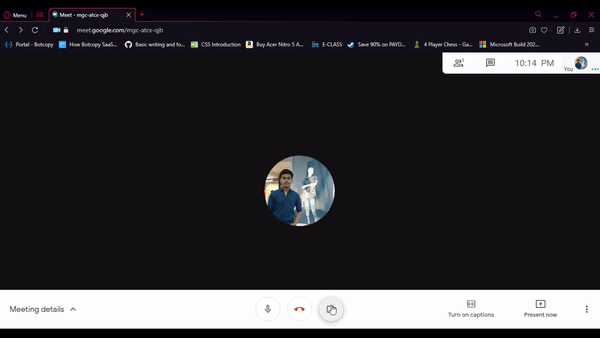 Menu
Meet - mgc-atcx-qjb
meet.google.com/mgc-atcx-qjb
Portal - Botcopy
How Botcopy SaaS...
Basic writing and fo...
CSS Introduction
Buy Acer Nitro 5 A...
E-CLASS
Save 90% on PAYD...
4 Player Chess - Ga...
Microsoft Build 202...
1
10:14 PM
You
Meeting details
Turn on captions
Present now